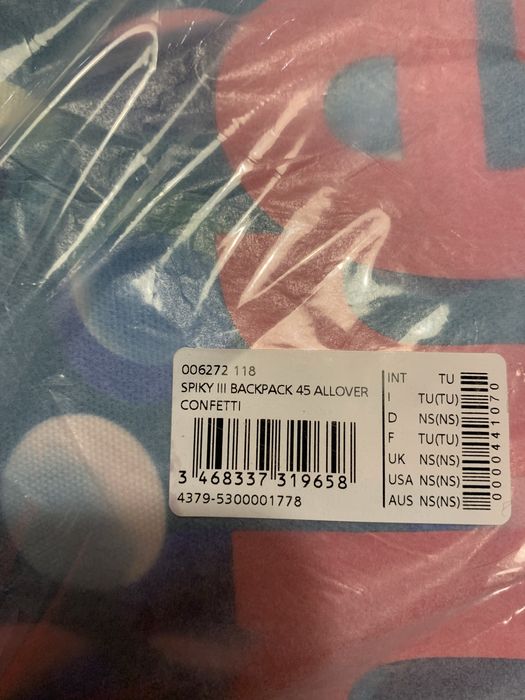 006272 118
SPIKY III BACKPACK 45 ALLOVER
CONFETTI
3 468337 319658
4379-5300001778
INT TU
I TU(TU)
D NS(NS)
F TU(TU)
UK NS(NS)
USA NS(NS)
AUS NS(NS)
0000441070